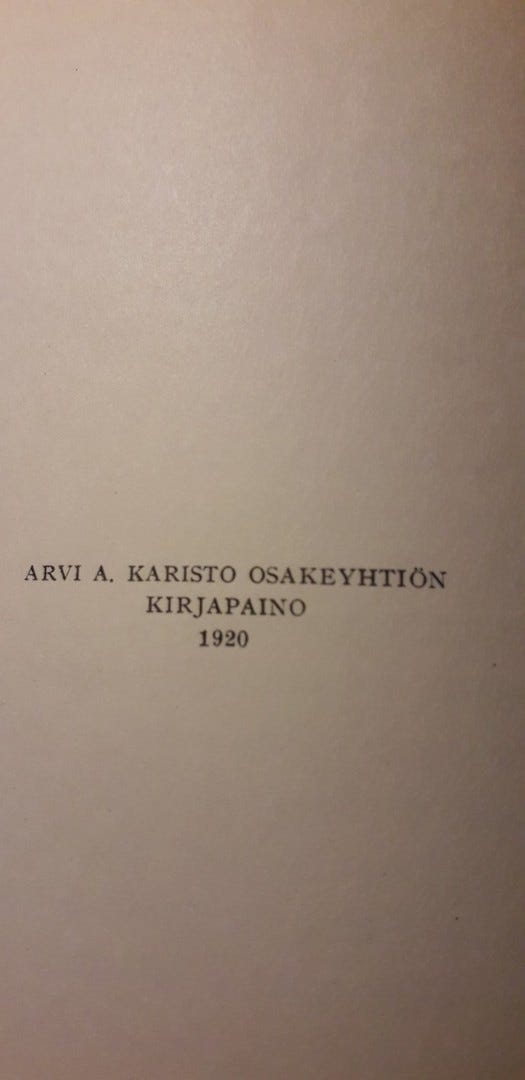 ARVI A. KARISTO OSAKEYHTIÖN
KIRJAPAINO
1920